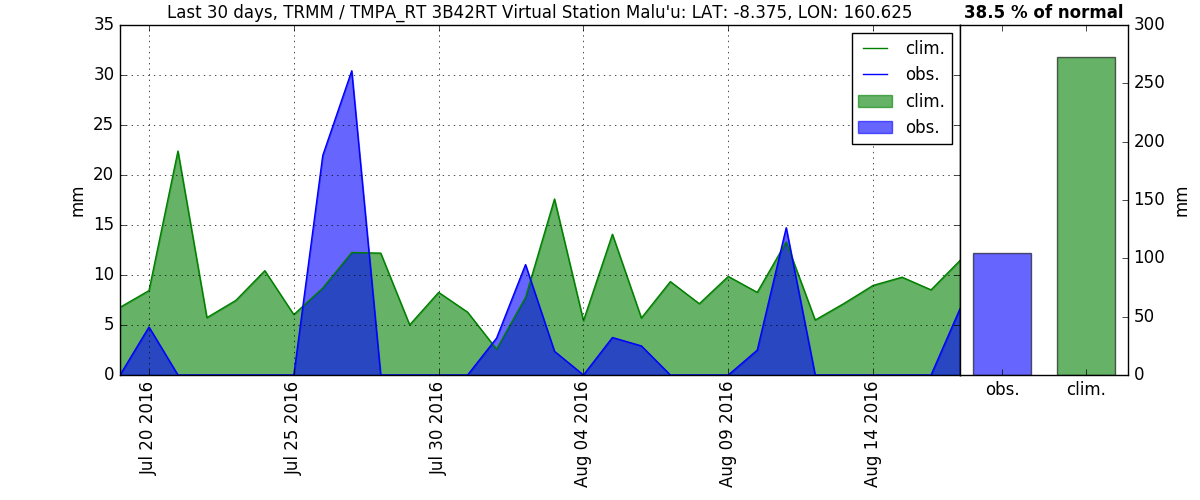 Last 30 days, TRMM / TMPA_RT 3B42RT Virtual Station Malu'u: LAT: -8.375, LON: 160.625
38.5 % of normal
35
30
25
20
15
10
5
0
mm
clim.
obs.
clim.
obs.
Jul 20 2016
Jul 25 2016
Jul 30 2016
Aug 04 2016
Aug 09 2016
Aug 14 2016
300
250
200
150
100
50
0
mm
obs.
clim.